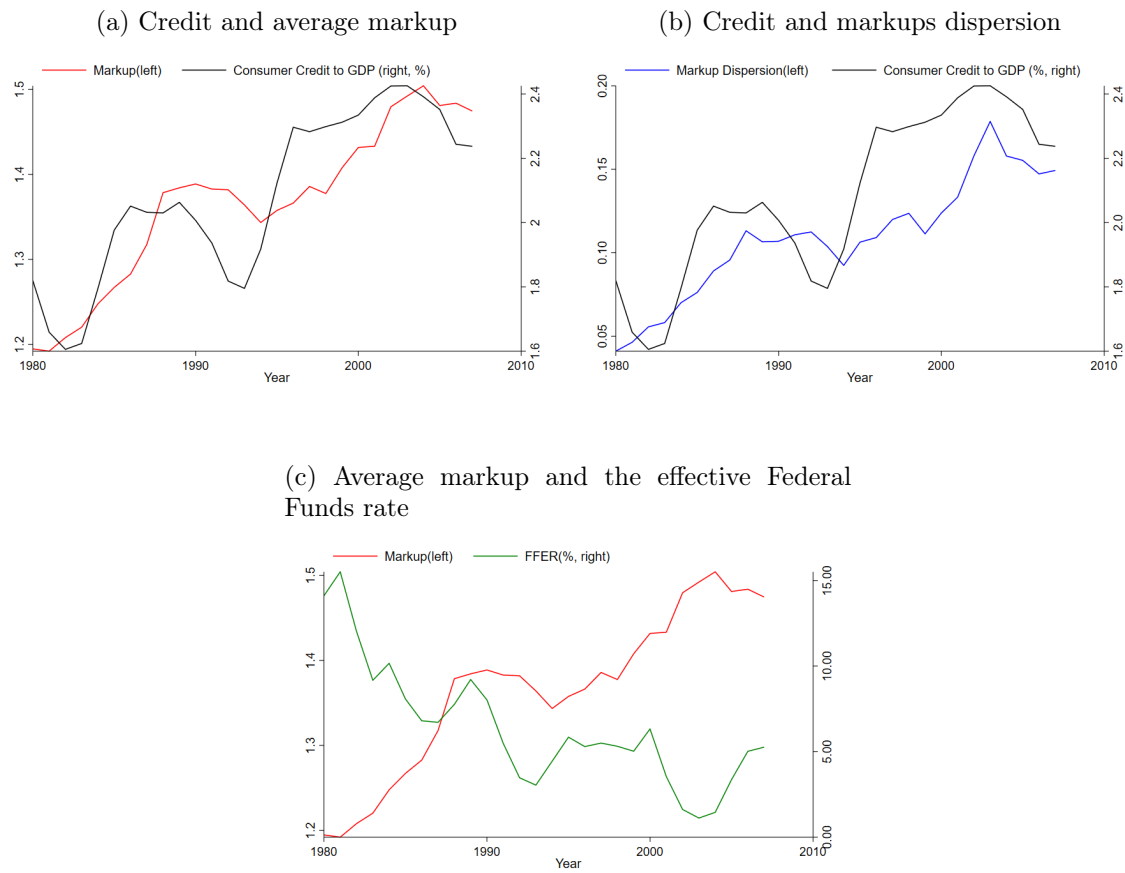 (a) Credit and average markup
Markup(left) Consumer Credit to GDP (right, %)
1.5
1.4
1.3
1.2
2.4
2.2
2
1.8
1.6
1980 1990 2000 2010
Year
(b) Credit and markups dispersion
Markup Dispersion(left) Consumer Credit to GDP (%, right)
0.20
0.15
0.10
0.05
2.4
2.2
2.0
1.8
1.6
1980 1990 2000 2010
Year
(c) Average markup and the effective Federal
Funds rate
Markup(left) FFER(%, right)
1.5
1.4
1.3
1.2
15.00
10.00
5.00
0.00
1980 1990 2000 2010
Year